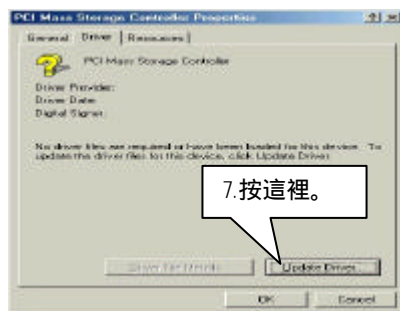 PCI Mass Storage Controller Properties
General Driver Resources
PCI Mass Storage Controller
Driver Provider:
Driver Date:
Digital Signer:
No driver files are required or have been loaded for this device. To
update the driver files for this device, click Update Driver.
7.按這裡。
Driver File Details Update Driver...
OK Cancel